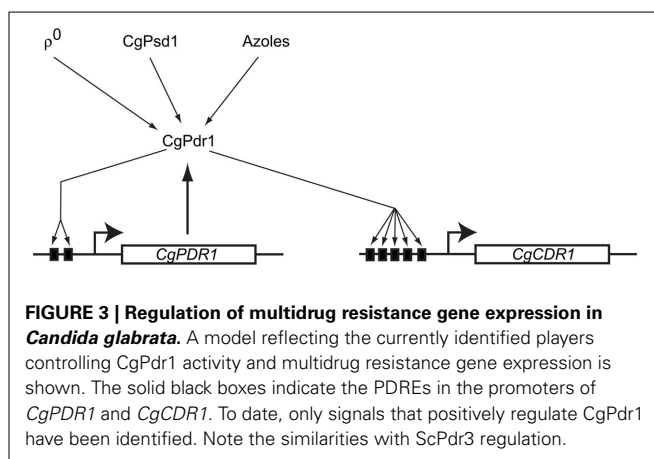 ρ0 CgPsd1 Azoles
CgPdr1
CgPDR1 CgCDR1
FIGURE 3 | Regulation of multidrug resistance gene expression in
Candida glabrata. A model reflecting the currently identified players
controlling CgPdr1 activity and multidrug resistance gene expression is
shown. The solid black boxes indicate the PDREs in the promoters of
CgPDR1 and CgCDR1. To date, only signals that positively regulate CgPdr1
have been identified. Note the similarities with ScPdr3 regulation.